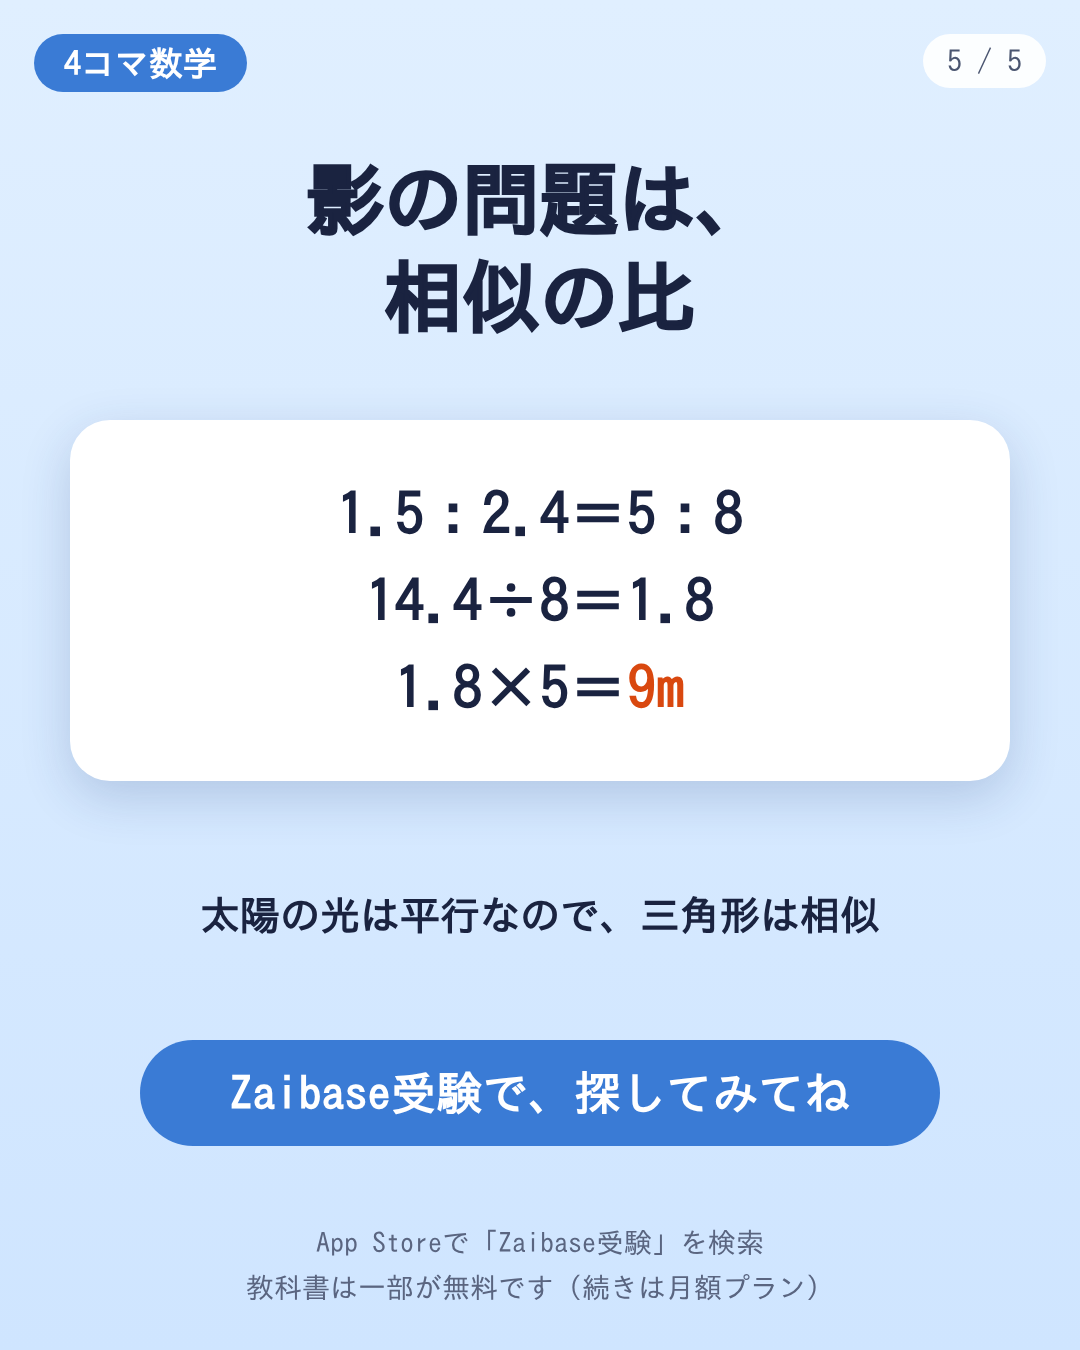 4コマ数学
5 / 5
影の問題は、
相似の比
1.5：2.4＝5：8
14.4÷8＝1.8
1.8×5＝9m
太陽の光は平行なので、三角形は相似
Zaibase受験で、探してみてね
App Storeで「Zaibase受験」を検索
教科書は一部が無料です（続きは月額プラン）